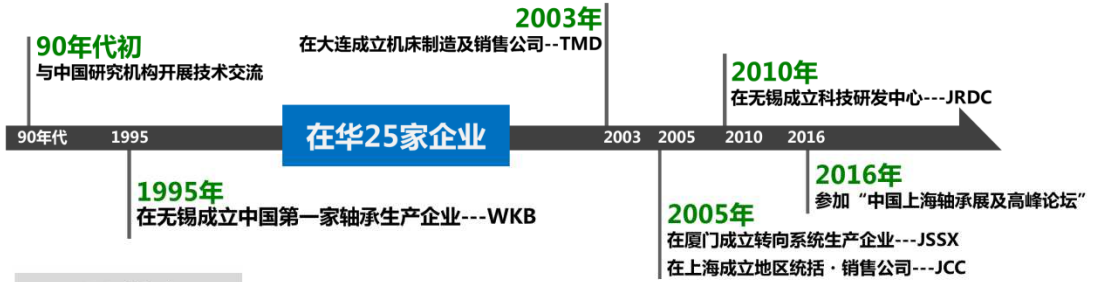 90年代初
与中国研究机构开展技术交流
2003年
在大连成立机床制造及销售公司--TMD
2010年
在无锡成立科技研发中心---JRDC
90年代
1995
在华25家企业
2003
2005
2010
2016
1995年
在无锡成立中国第一家轴承生产企业---WKB
2005年
在厦门成立转向系统生产企业---JSSX
在上海成立地区统括·销售公司---JCC
2016年
参加“中国上海轴承展及高峰论坛”